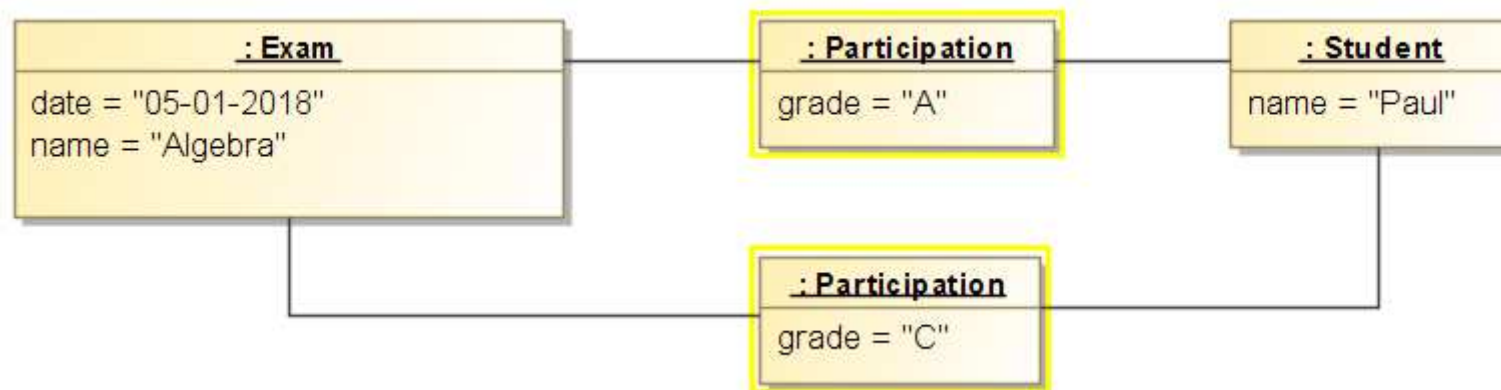 : Exam
date = "05-01-2018"
name = "Algebra"
: Participation
grade = "A"
: Student
name = "Paul"
: Participation
grade = "C"